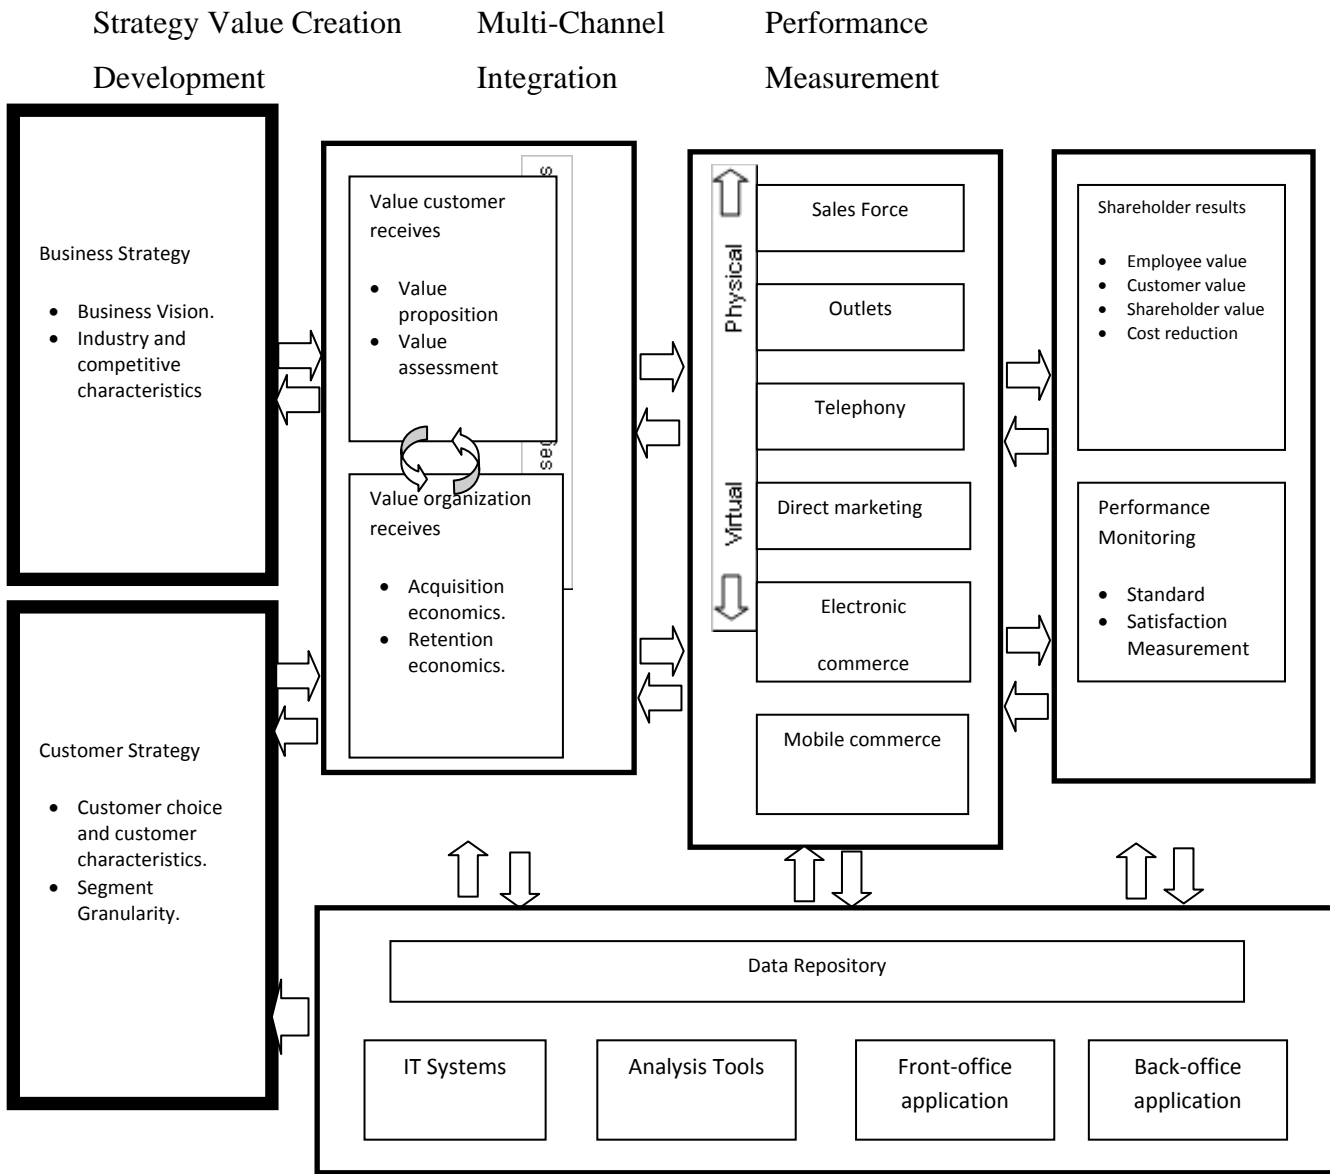 Strategy Value Creation Multi-Channel Performance
Development Integration Measurement
Business Strategy
• Business Vision.
• Industry and
competitive
characteristics
Customer Strategy
• Customer choice
and customer
characteristics.
• Segment
Granularity.
Value customer
receives
• Value
proposition
• Value
assessment
Value organization
receives
• Acquisition
economics.
• Retention
economics.
Physical
Virtual
Sales Force
Outlets
Telephony
Direct marketing
Electronic
commerce
Mobile commerce
Shareholder results
• Employee value
• Customer value
• Shareholder value
• Cost reduction
Performance
Monitoring
• Standard
• Satisfaction
Measurement
Data Repository
IT Systems
Analysis Tools
Front-office
application
Back-office
application